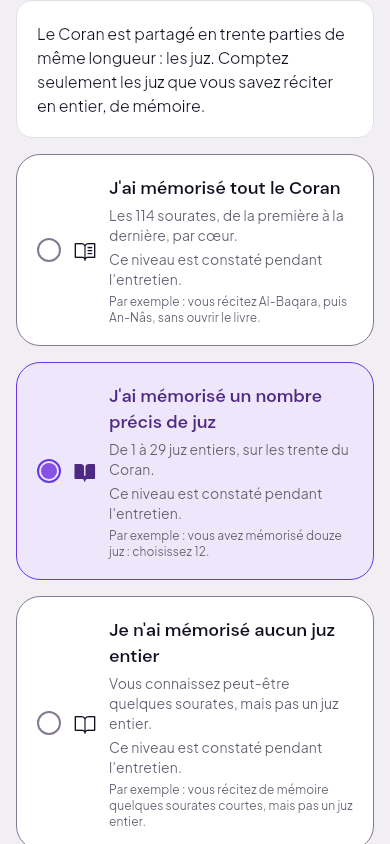 Le Coran est partagé en trente parties de
même longueur : les juz. Comptez
seulement les juz que vous savez réciter
en entier, de mémoire.
J'ai mémorisé tout le Coran
Les 114 sourates, de la première à la
dernière, par cœur.
Ce niveau est constaté pendant
l'entretien.
Par exemple : vous récitez Al-Baqara, puis
An-Nâs, sans ouvrir le livre.
J'ai mémorisé un nombre
précis de juz
De 1 à 29 juz entiers, sur les trente du
Coran.
Ce niveau est constaté pendant
l'entretien.
Par exemple : vous avez mémorisé douze
juz : choisissez 12.
Je n'ai mémorisé aucun juz
entier
Vous connaissez peut-être
quelques sourates, mais pas un juz
entier.
Ce niveau est constaté pendant
l'entretien.
Par exemple : vous récitez de mémoire
quelques sourates courtes, mais pas un juz
entier.